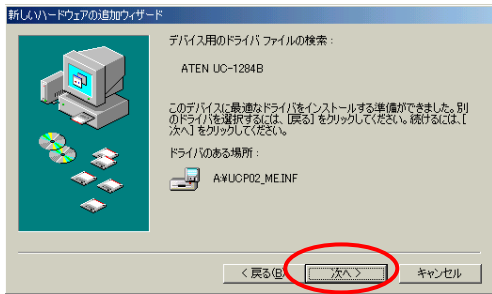 新しいハードウェアの追加ウィザード
デバイス用のドライバ ファイルの検索 :
ATEN UC-1284B
このデバイスに最適なドライバをインストールする準備ができました。別
のドライバを選択するには、[戻る] をクリックしてください。続けるには、[
次へ] をクリックしてください。
ドライバのある場所 :
A:¥UCP02_ME.INF
< 戻る(B)
次へ >
キャンセル